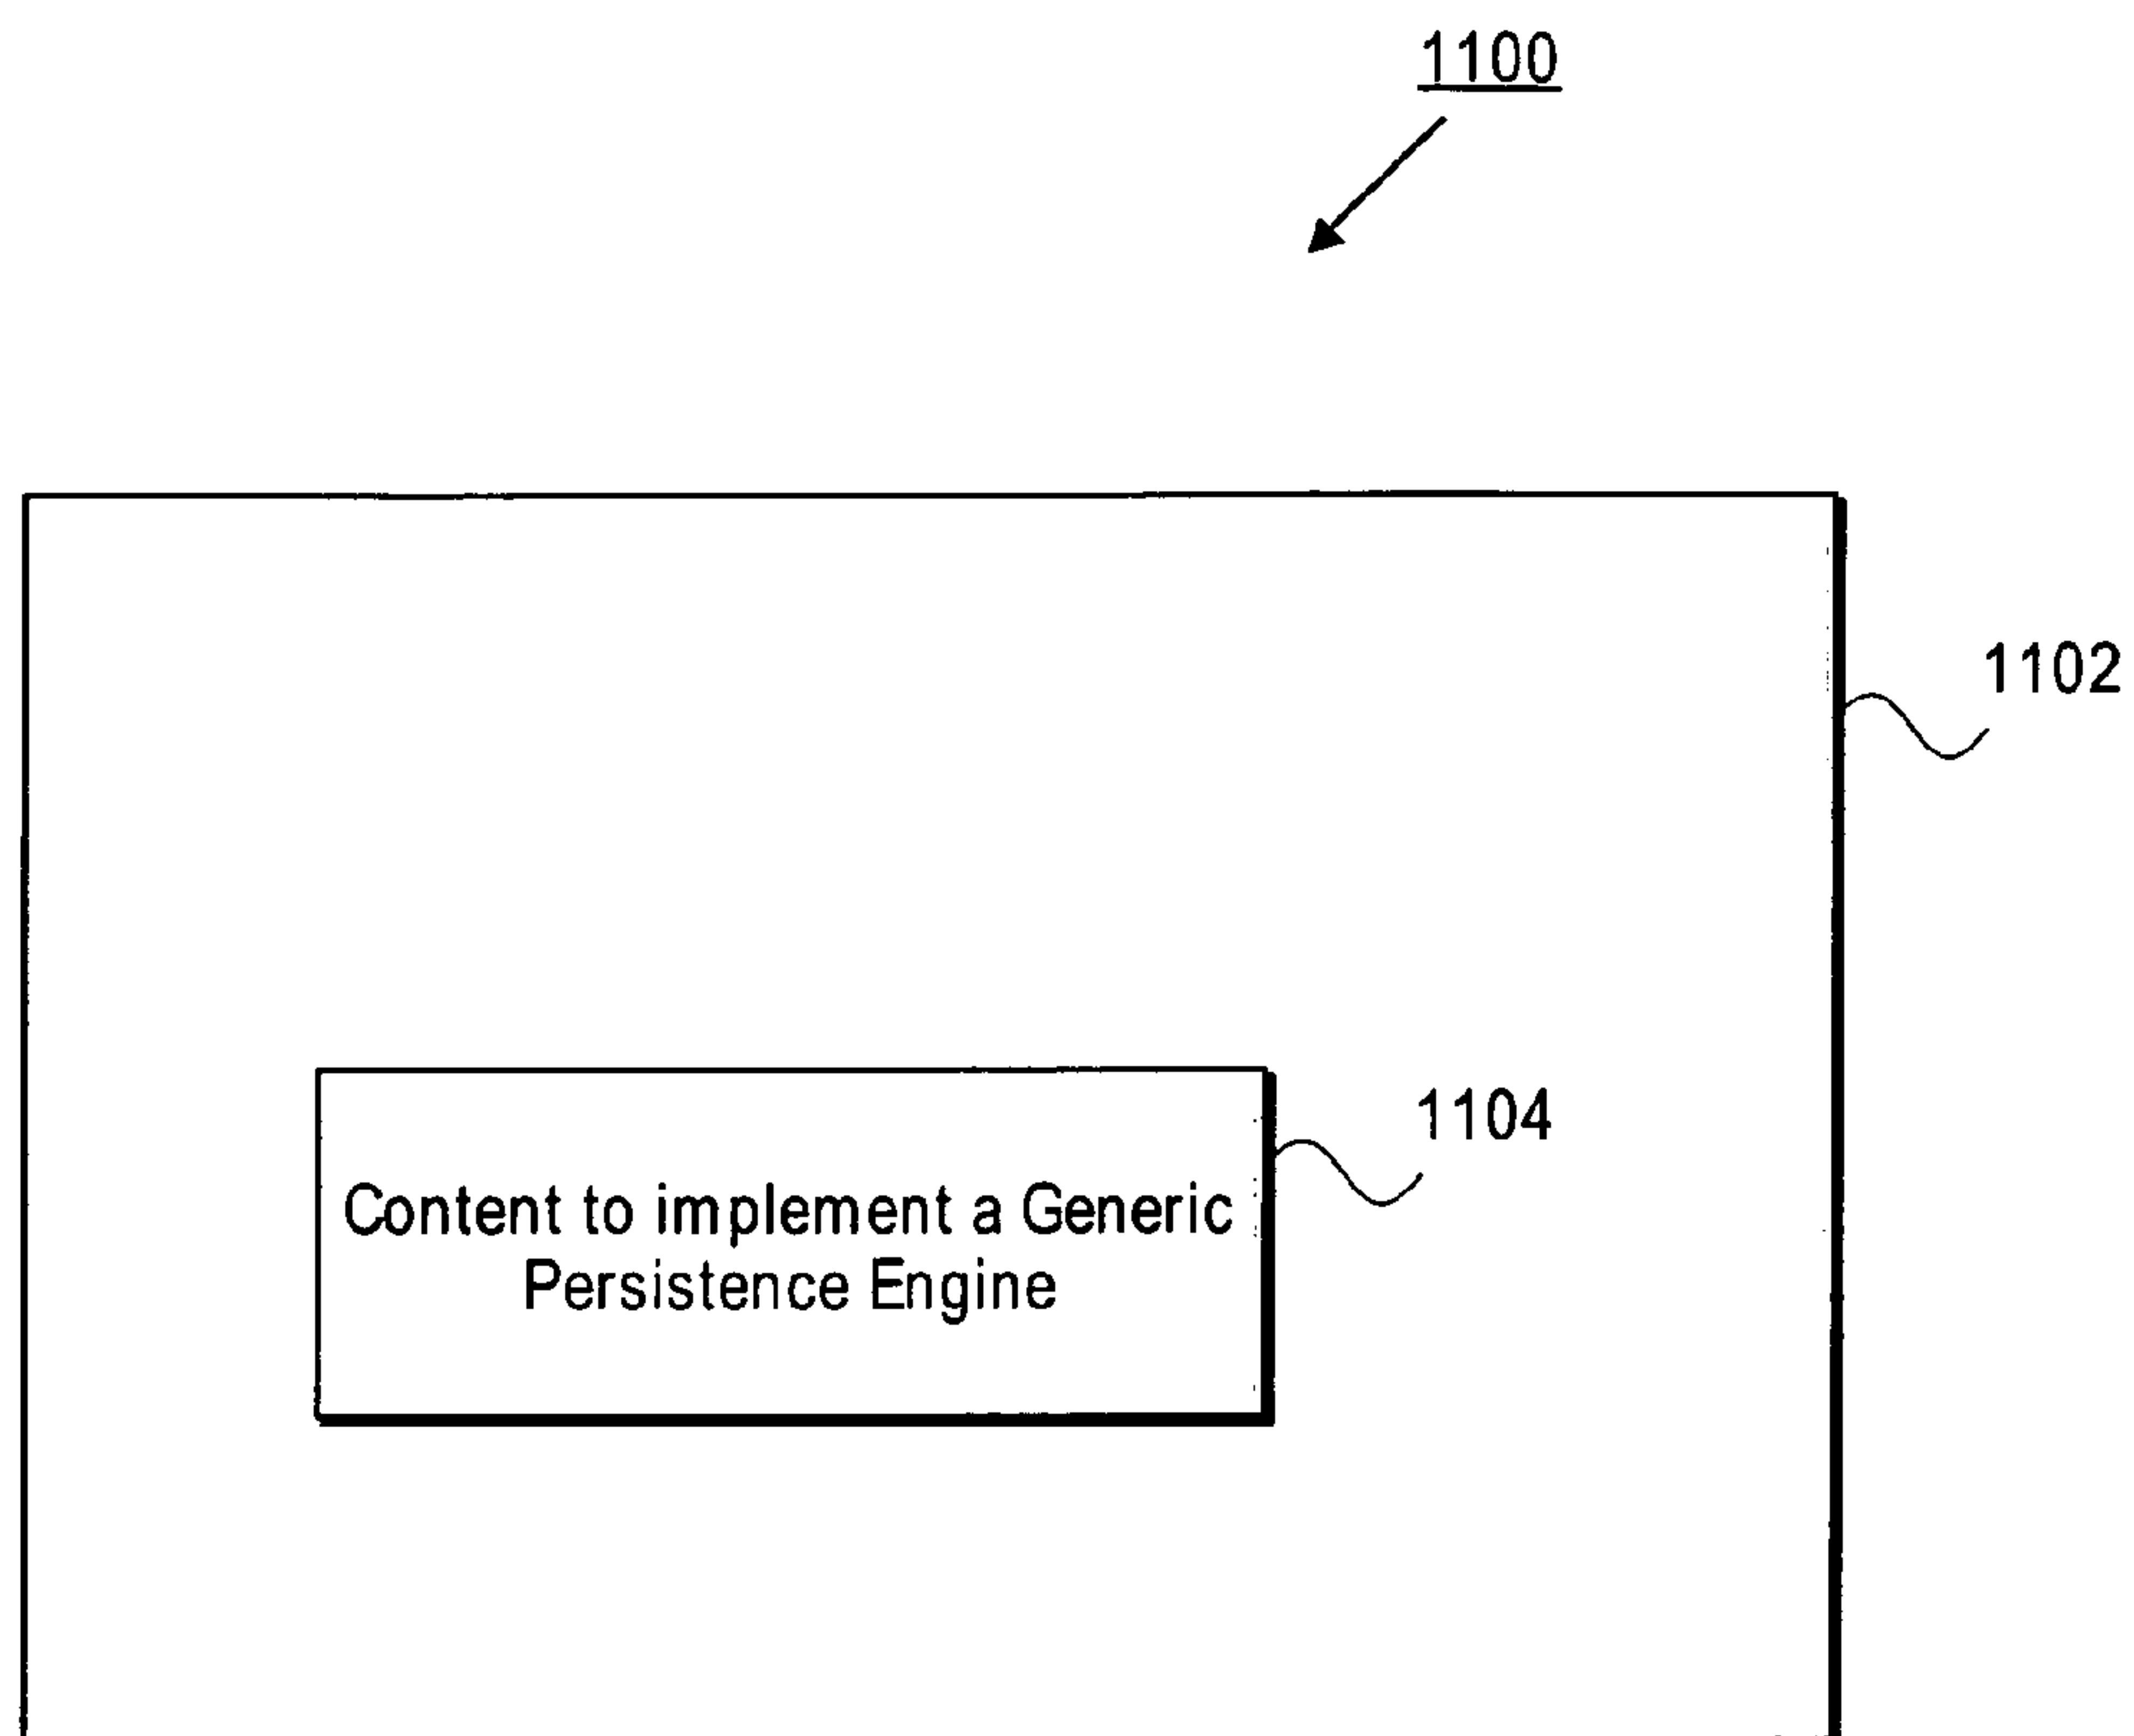 1100
1102
1104
Content to implement a Generic
Persistence Engine